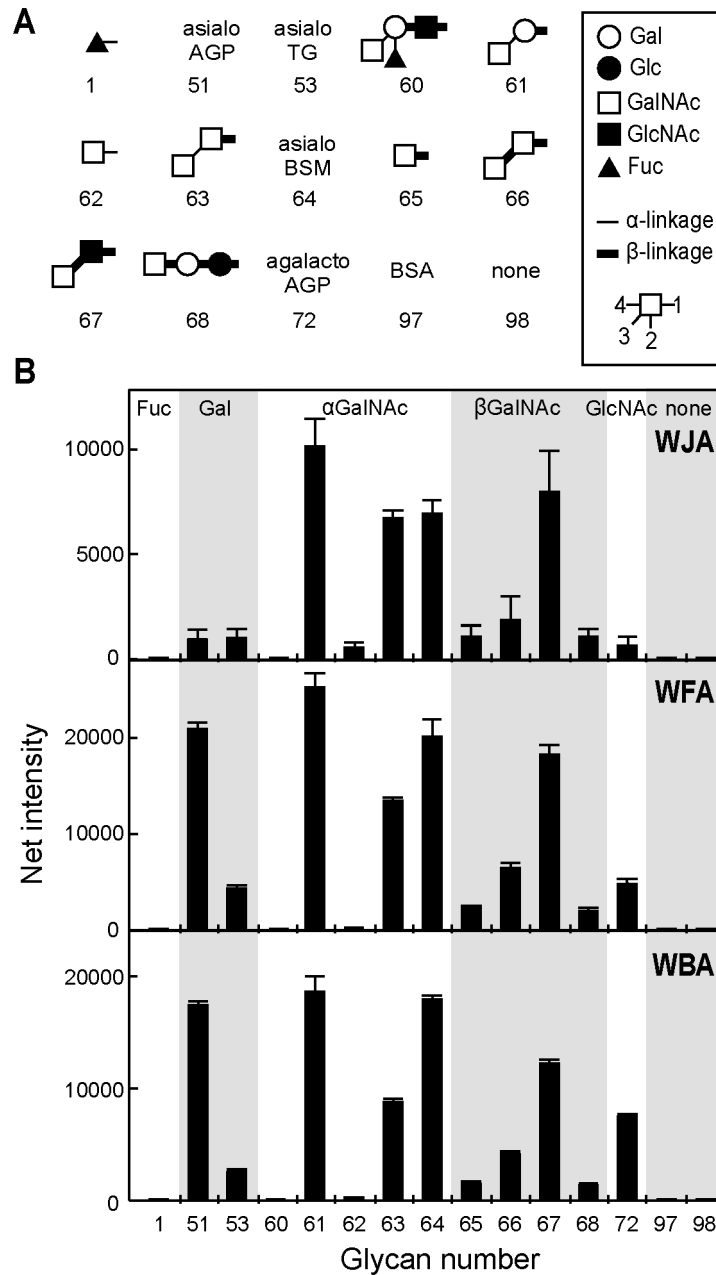 A
asialo AGP
asialo TG
1
51
53
60
61
asialo BSM
62
63
64
65
66
agalacto AGP
BSA
none
67
68
72
97
98
Gal
Glc
GalNAc
GlcNAc
Fuc
α-linkage
β-linkage
4
1
3
2
B
Fuc
Gal
αGalNAc
βGalNAc
GlcNAc
none
WJA
10000
5000
0
WFA
20000
10000
0
WBA
20000
10000
0
Net intensity
1 51 53 60 61 62 63 64 65 66 67 68 72 97 98
Glycan number